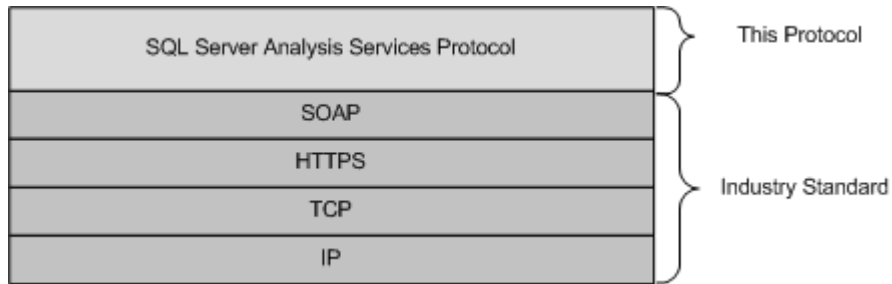 SQL Server Analysis Services Protocol
This Protocol
SOAP
HTTPS
TCP
IP
Industry Standard